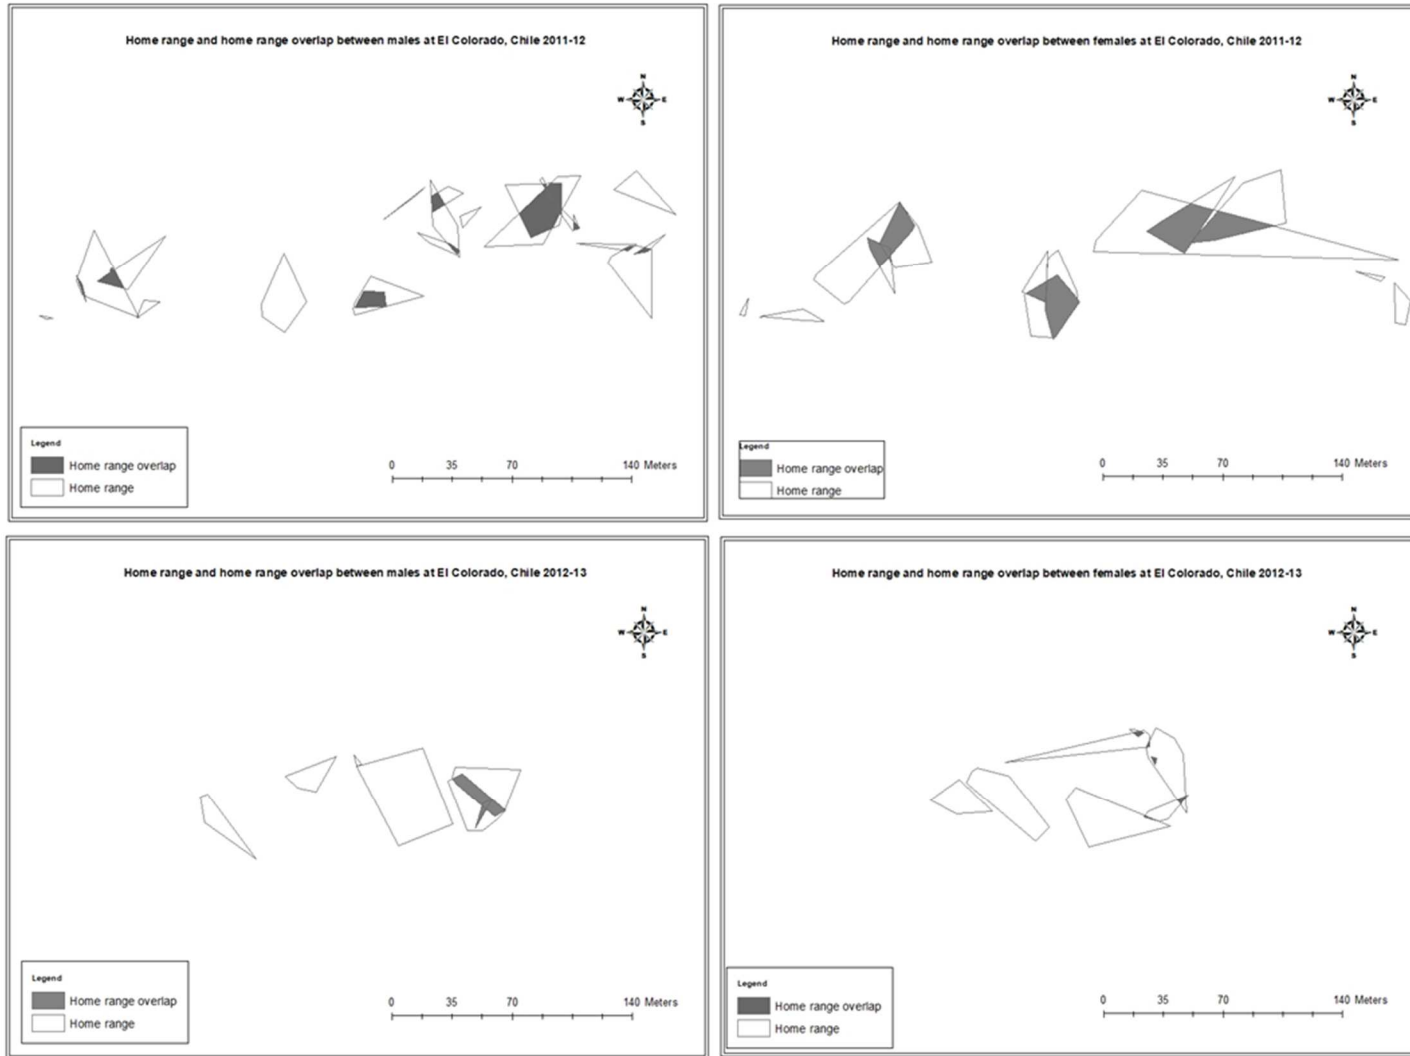 Home range and home range overlap between males at El Colorado, Chile 2011-12
N
W E
S
Legend
Home range overlap
Home range
0 35 70 140 Meters
Home range and home range overlap between females at El Colorado, Chile 2011-12
N
W E
S
Legend
Home range overlap
Home range
0 35 70 140 Meters
Home range and home range overlap between males at El Colorado, Chile 2012-13
N
W E
S
Legend
Home range overlap
Home range
0 35 70 140 Meters
Home range and home range overlap between females at El Colorado, Chile 2012-13
N
W E
S
Legend
Home range overlap
Home range
0 35 70 140 Meters